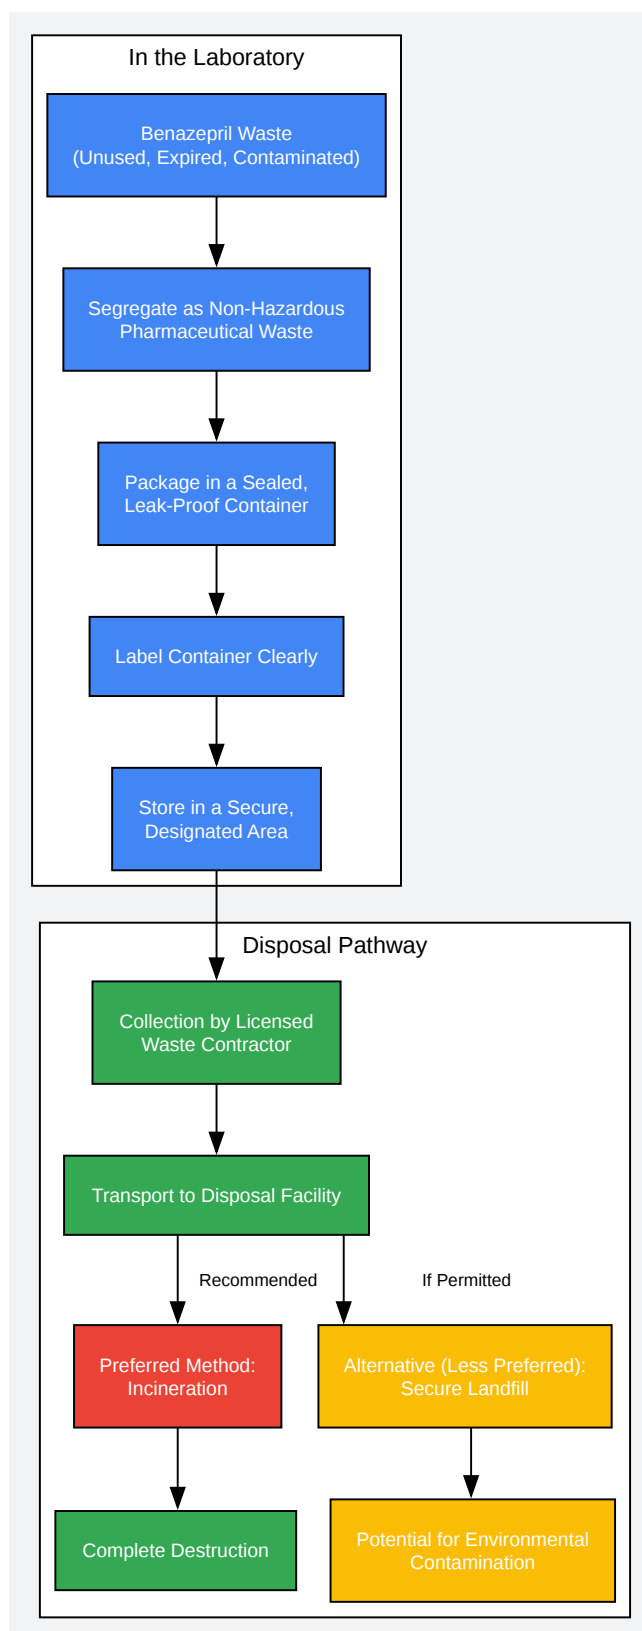 In the Laboratory
Benazepril Waste
(Unused, Expired, Contaminated)
Segregate as Non-Hazardous
Pharmaceutical Waste
Package in a Sealed,
Leak-Proof Container
Label Container Clearly
Store in a Secure,
Designated Area
Disposal Pathway
Collection by Licensed
Waste Contractor
Transport to Disposal Facility
Recommended
If Permitted
Preferred Method:
Incineration
Alternative (Less Preferred):
Secure Landfill
Complete Destruction
Potential for Environmental
Contamination